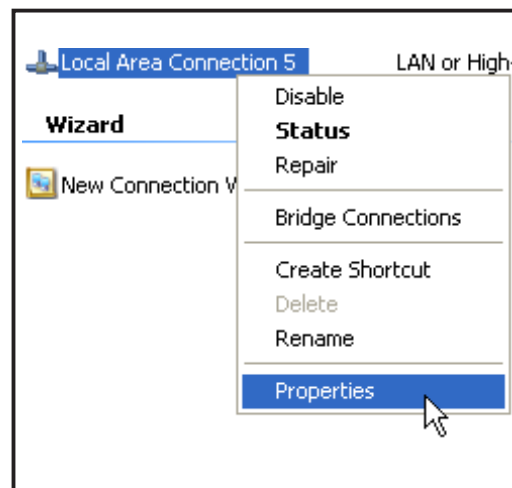 Local Area Connection 5 LAN or High-
Disable
Wizard
Status
Repair
New Connection W
Bridge Connections
Create Shortcut
Delete
Rename
Properties